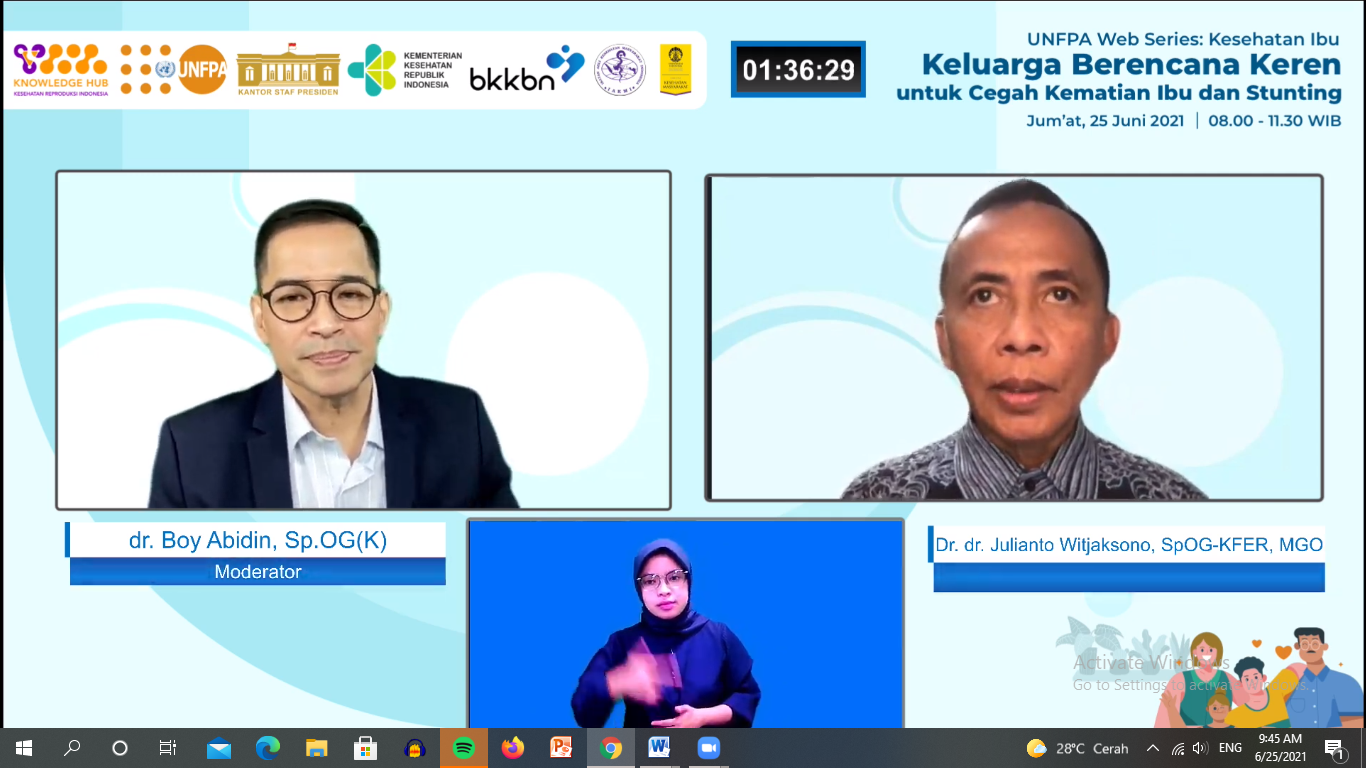 KNOWLEDGE HUB
KESEHATAN REPRODUKSI INDONESIA
UNFPA
KANTOR STAF PRESIDEN
KEMENTERIAN
KESEHATAN
REPUBLIK
INDONESIA
bkkbn
01:36:29
UNFPA Web Series: Kesehatan Ibu
Keluarga Berencana Keren
untuk Cegah Kematian Ibu dan Stunting
Jum'at, 25 Juni 2021 | 08.00 - 11.30 WIB
dr. Boy Abidin, Sp.OG(K)
Moderator
Dr. dr. Julianto Witjaksono, SpOG-KFER, MGO
Activate Windows
Go to Settings to activate Windows.
28°C Cerah
ENG
9:45 AM
6/25/2021
1